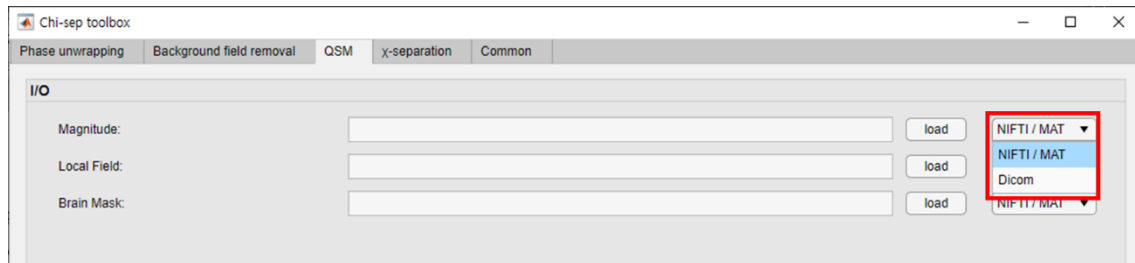 Chi-sep toolbox
Phase unwrapping Background field removal QSM χ-separation Common
I/O
Magnitude: load NIFTI / MAT
NIFTI / MAT
Local Field: load
Dicom
Brain Mask: load NIFTI / MAT